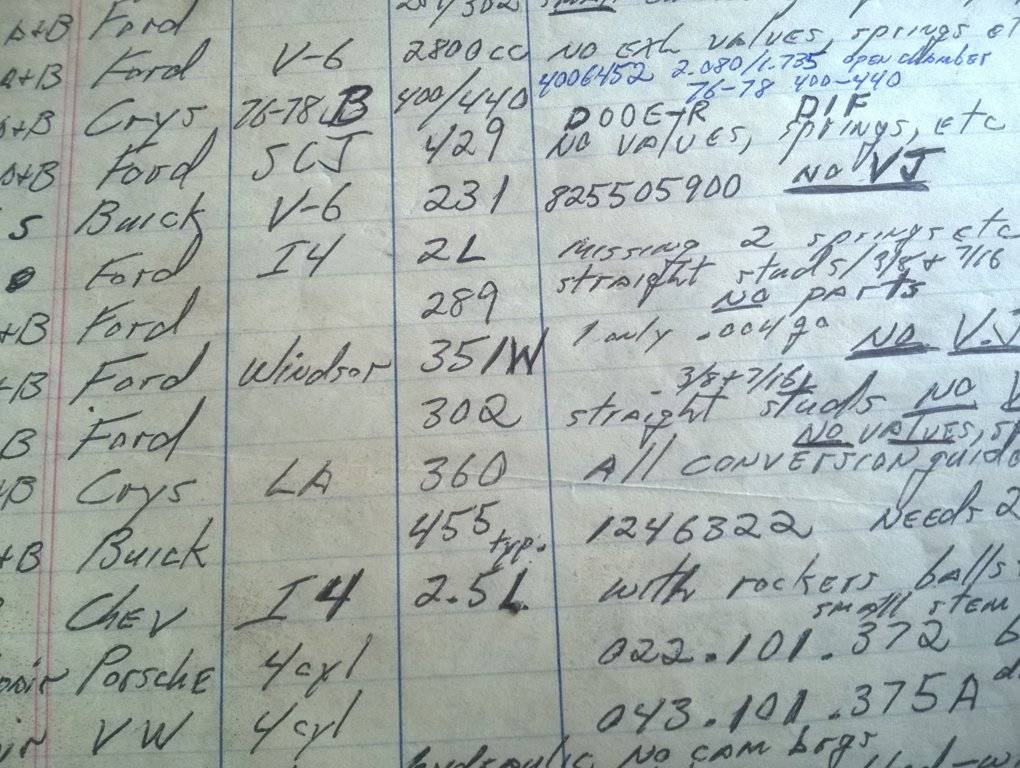 A+B Ford 302
A+B Ford V-6 2800cc NO EXH VALVES, springs et
4006452 2.080/1.735 OPEN CHAMBER
76-78 400-440
A+B Crys 76-78 B 400/440 DOOE-R DIF
A+B Ford SCJ 429 NO VALVES, springs, etc
S Buick V-6 231 825505900 NO VJ
Ford I4 2L missing 2 springs etc
straight studs/3/8+7/16
+B Ford 289 NO parts
+B Ford Windsor 351W 1 only .004 NO V.J
3/8+7/16
B Ford 302 straight studs NO
NO VALVES, sp
+B Crys LA 360 All CONVERSION guid
+B Buick 455 typ. 1246322 NEEDS 2
Chev I4 2.5L with rockers balls
small stem
Porsche 4cyl 022.101.372
VW 4cyl 043.101.375A
hydraulic NO CAM brgs